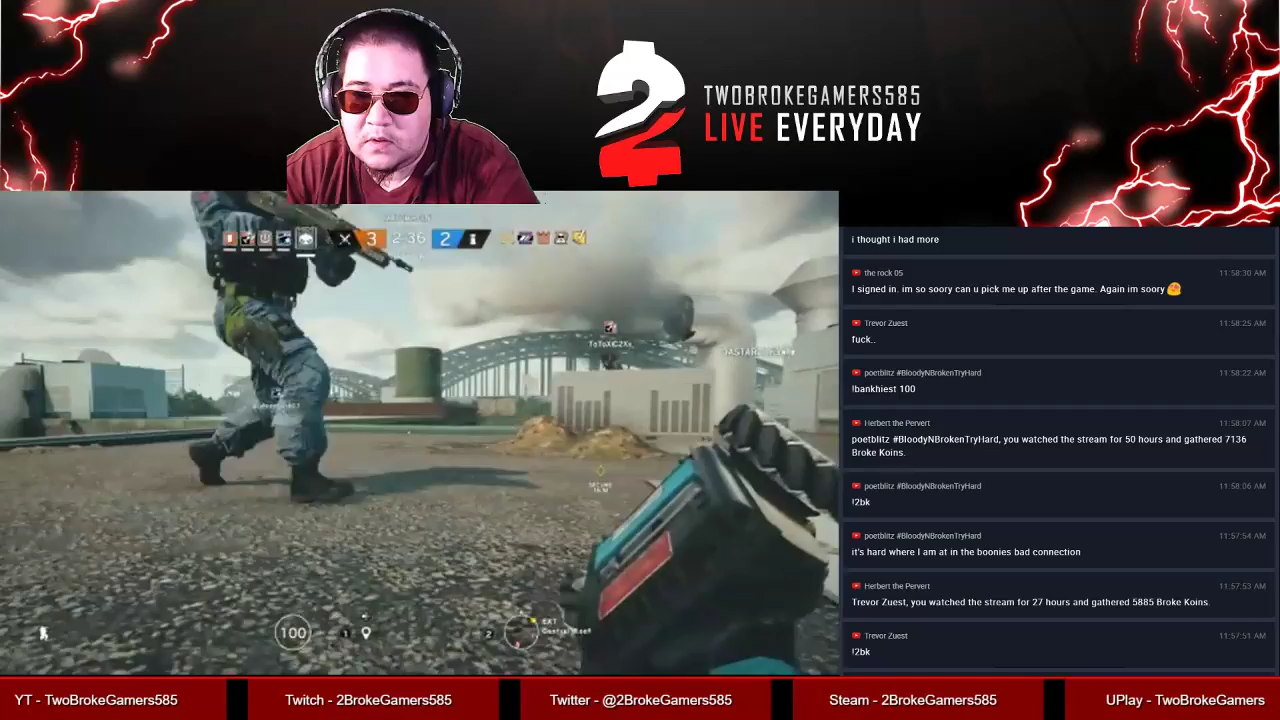 TWOBROKEGAMERS585
LIVE EVERYDAY
3 2:36 2
ToToXIC2Xx
SECURE
100
1
2
EXT
i thought i had more
the rock 05 11:58:30 AM
I signed in. im so soory can u pick me up after the game. Again im soory
Trevor Zuest 11:58:25 AM
fuck..
poetblitz #BloodyNBrokenTryHard 11:58:22 AM
!bankhiest 100
Herbert the Pervert 11:58:07 AM
poetblitz #BloodyNBrokenTryHard, you watched the stream for 50 hours and gathered 7136
Broke Koins.
poetblitz #BloodyNBrokenTryHard 11:58:06 AM
!2bk
poetblitz #BloodyNBrokenTryHard 11:57:54 AM
it's hard where I am at in the boonies bad connection
Herbert the Pervert 11:57:53 AM
Trevor Zuest, you watched the stream for 27 hours and gathered 5885 Broke Koins.
Trevor Zuest 11:57:51 AM
!2bk
YT - TwoBrokeGamers585
Twitch - 2BrokeGamers585
Twitter - @2BrokeGamers585
Steam - 2BrokeGamers585
UPlay - TwoBrokeGamers